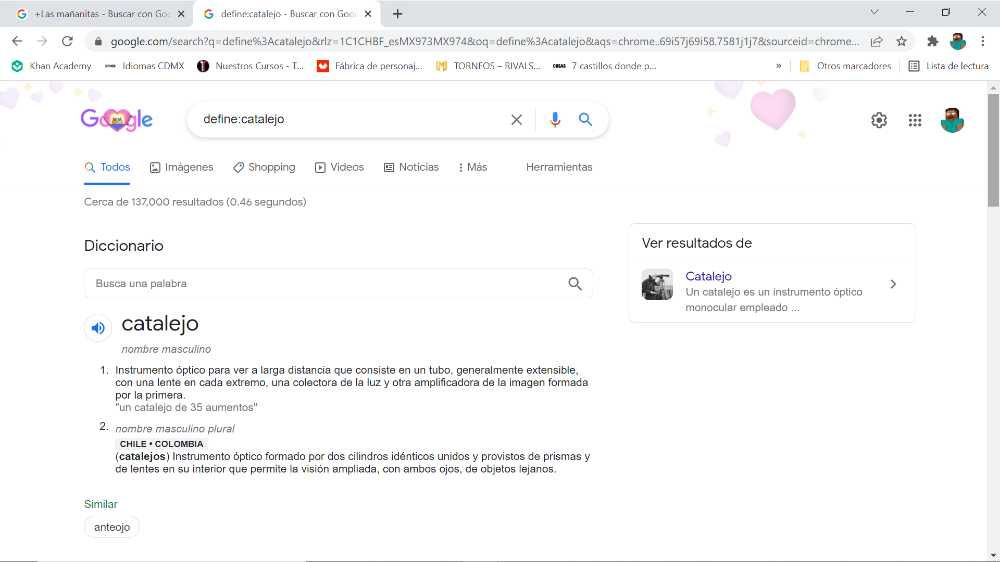 +Las mañanitas - Buscar con Goo
define:catalejo - Buscar con Goog
google.com/search?q=define%3Acatalejo&rlz=1C1CHBF_esMX973MX974&oq=define%3Acatalejo&aqs=chrome..69i57j69i58.7581j1j7&sourceid=chrome...
Khan Academy
Idiomas CDMX
Nuestros Cursos - T...
Fábrica de personaj...
TORNEOS – RIVALS...
COSAS
7 castillos donde p...
»
Otros marcadores
Lista de lectura
Google
define:catalejo
Todos
Imágenes
Shopping
Videos
Noticias
Más
Herramientas
Cerca de 137,000 resultados (0.46 segundos)
Diccionario
Busca una palabra
catalejo
nombre masculino
1. Instrumento óptico para ver a larga distancia que consiste en un tubo, generalmente extensible,
con una lente en cada extremo, una colectora de la luz y otra amplificadora de la imagen formada
por la primera.
"un catalejo de 35 aumentos"
2. nombre masculino plural
CHILE • COLOMBIA
(catalejos) Instrumento óptico formado por dos cilindros idénticos unidos y provistos de prismas y
de lentes en su interior que permite la visión ampliada, con ambos ojos, de objetos lejanos.
Similar
anteojo
Ver resultados de
Catalejo
Un catalejo es un instrumento óptico
monocular empleado ...